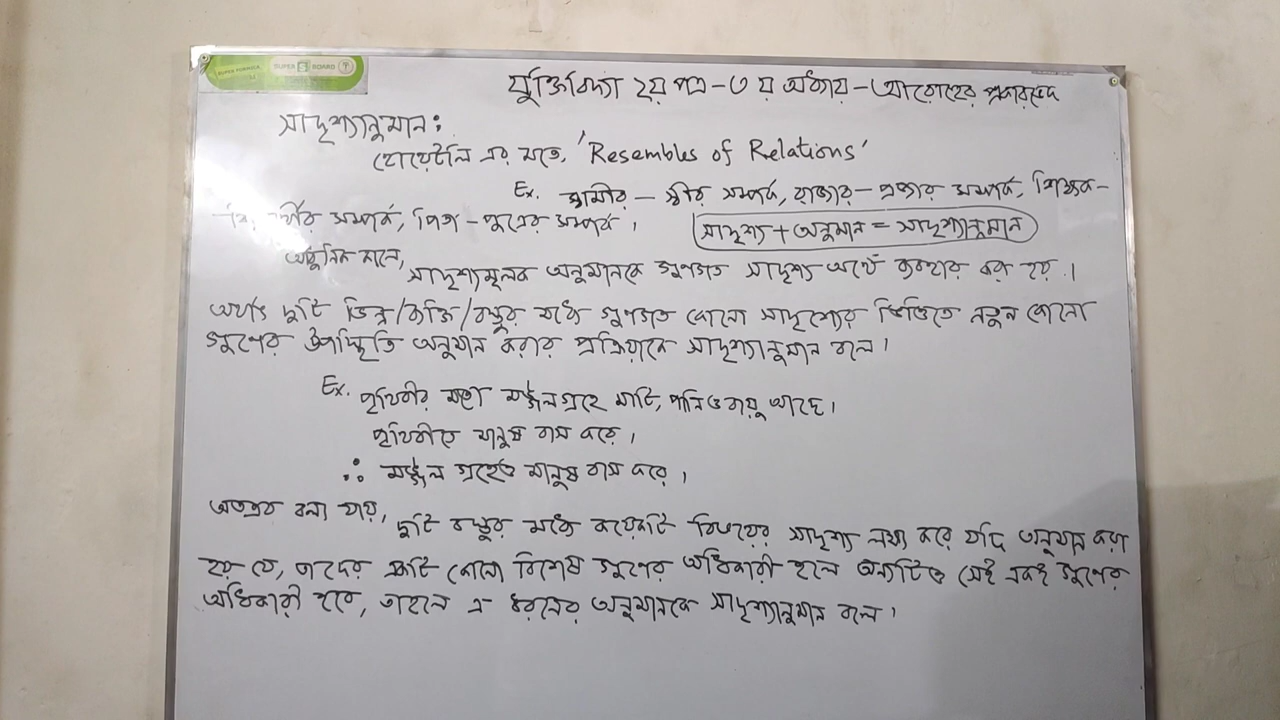 SUPER FORMICA
SUPER S BOARD
যুক্তিবিদ্যা ২য় পত্র - ৩য় অধ্যায় - আরোহের প্রকারভেদ
সাদৃশ্যানুমান:
হোয়েটলি এর মতে, 'Resembles of Relations'
Ex. স্বামীর - স্ত্রীর সম্পর্ক, রাজার - প্রজার সম্পর্ক, শিক্ষক -
সম্পর্ক, পিতা - পুত্রের সম্পর্ক।
সাদৃশ্য + অনুমান = সাদৃশ্যানুমান
আধুনিক কালে,
সাদৃশ্যমূলক অনুমানকে গুণগত সাদৃশ্য অর্থে ব্যবহার করা হয়।
অর্থাৎ দুটি ভিন্ন/ব্যক্তি/বস্তুর মধ্যে গুণগত কোনো সাদৃশ্যের ভিত্তিতে নতুন কোনো
গুণের উপস্থিতি অনুমান করার প্রক্রিয়াকে সাদৃশ্যানুমান বলে।
Ex. পৃথিবীর মতো মঙ্গলগ্রহে মাটি, পানি ও বায়ু আছে।
পৃথিবীতে মানুষ বাস করে।
∴ মঙ্গল গ্রহেও মানুষ বাস করে।
অতএব বলা যায়,
দুটি বস্তুর মধ্যে কয়েকটি বিষয়ের সাদৃশ্য লক্ষ্য করে যদি অনুমান করা
হয় যে, তাদের একটি কোনো বিশেষ গুণের অধিকারী হলে অন্যটিও সেই একই গুণের
অধিকারী হবে, তাহলে এ ধরনের অনুমানকে সাদৃশ্যানুমান বলে।